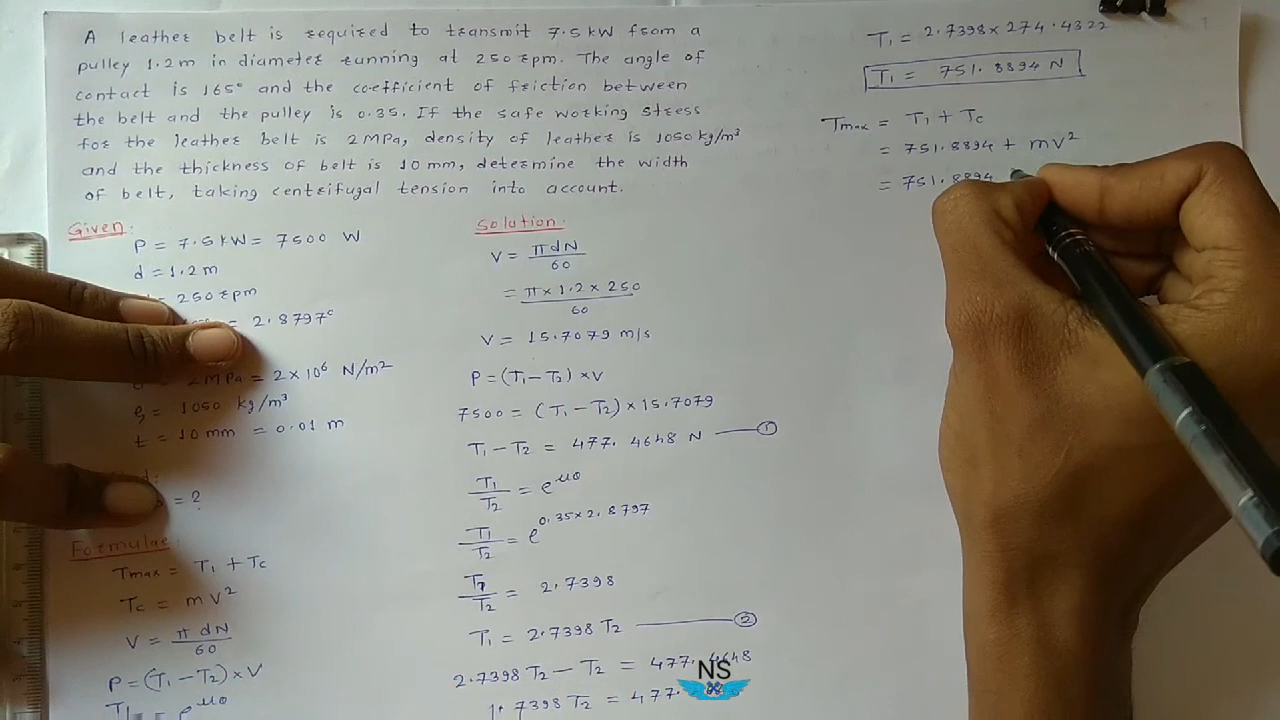 A leather belt is required to transmit 7.5 kW from a
pulley 1.2 m in diameter running at 250 rpm. The angle of
contact is 165° and the coefficient of friction between
the belt and the pulley is 0.35. If the safe working stress
for the leather belt is 2 MPa, density of leather is 1050 kg/m³
and the thickness of belt is 10 mm, determine the width
of belt, taking centrifugal tension into account.
Given:
P = 7.5 kW = 7500 W
d = 1.2 m
= 250 rpm
= 2.8797ᶜ
= 2 MPa = 2×10⁶ N/m²
ρ = 1050 kg/m³
t = 10 mm = 0.01 m
= ?
Formulae:
Tmax = T₁ + Tc
Tc = mV²
V = πdN/60
P = (T₁ − T₂) × V
T₁ = e^μθ
Solution:
V = πdN/60
= π × 1.2 × 250/60
V = 15.7079 m/s
P = (T₁ − T₂) × V
7500 = (T₁ − T₂) × 15.7079
T₁ − T₂ = 477.4648 N —— ①
T₁/T₂ = e^μθ
T₁/T₂ = e^0.35×2.8797
T₁/T₂ = 2.7398
T₁ = 2.7398 T₂ —— ②
2.7398 T₂ − T₂ = 477.4648
NS
1.7398 T₂ = 477.
T₁ = 2.7398 × 274.4322
T₁ = 751.8894 N
Tmax = T₁ + Tc
= 751.8894 + mV²
= 751.8894